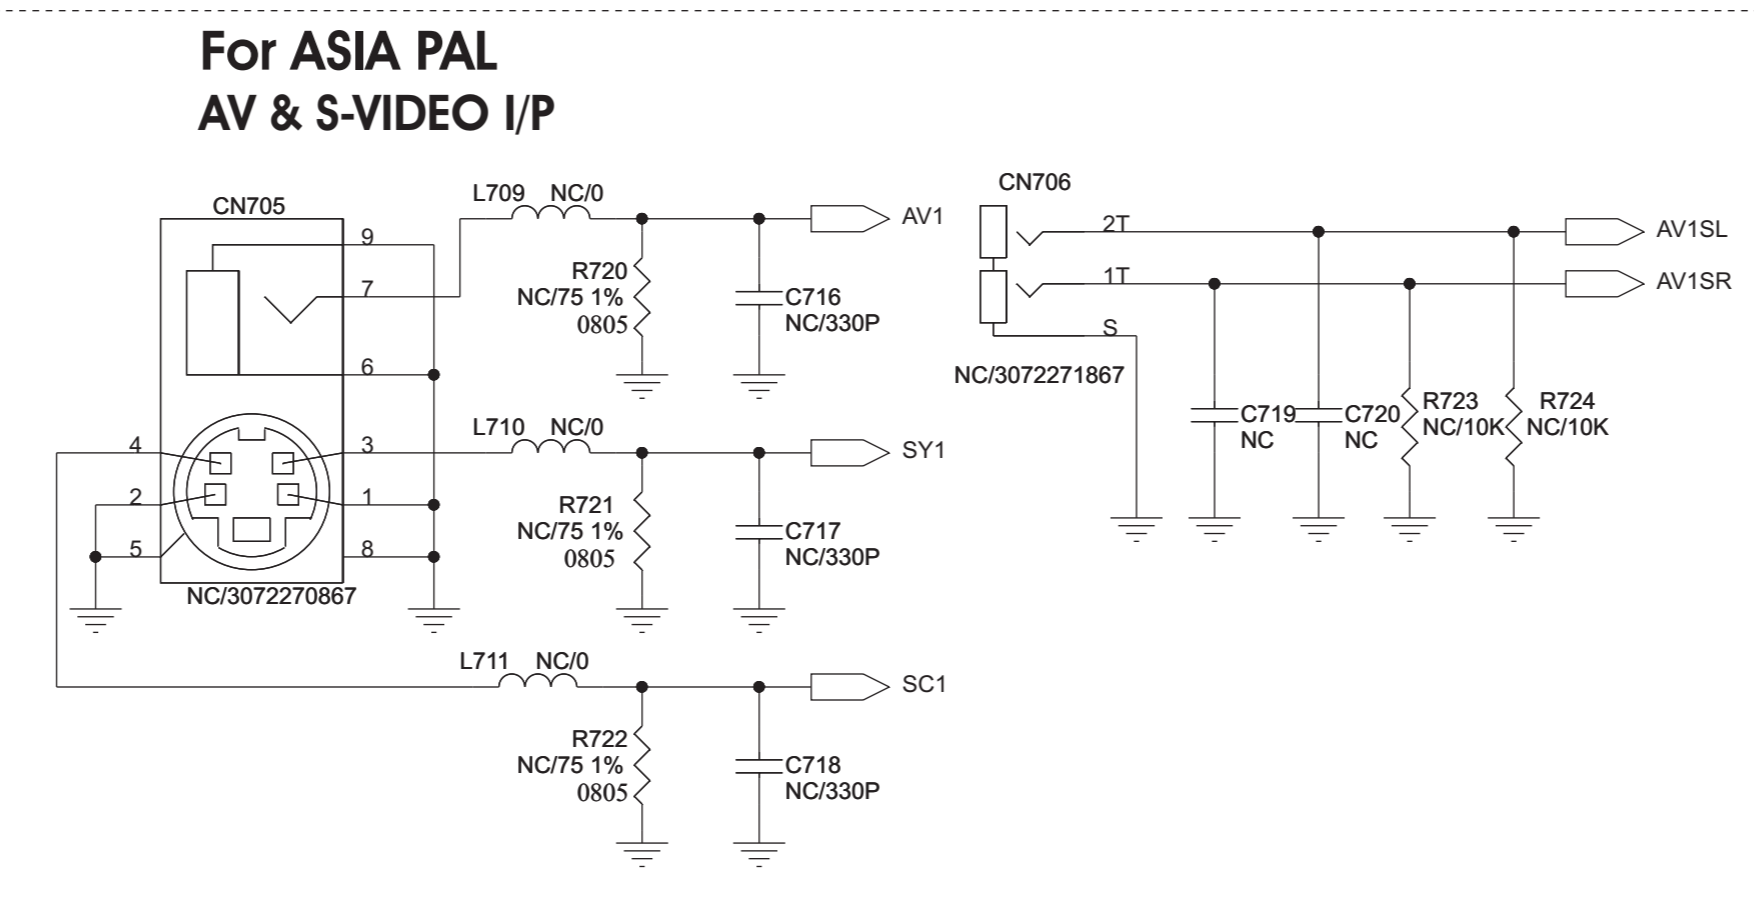 For ASIA PAL
AV & S-VIDEO I/P
CN705
9
7
6
4
3
2
1
5
8
NC/3072270867
L709 NC/0
AV1
R720
NC/75 1%
0805
C716
NC/330P
L710 NC/0
SY1
R721
NC/75 1%
0805
C717
NC/330P
L711 NC/0
SC1
R722
NC/75 1%
0805
C718
NC/330P
CN706
2T
AV1SL
1T
AV1SR
S
NC/3072271867
C719
NC
C720
NC
R723
NC/10K
R724
NC/10K